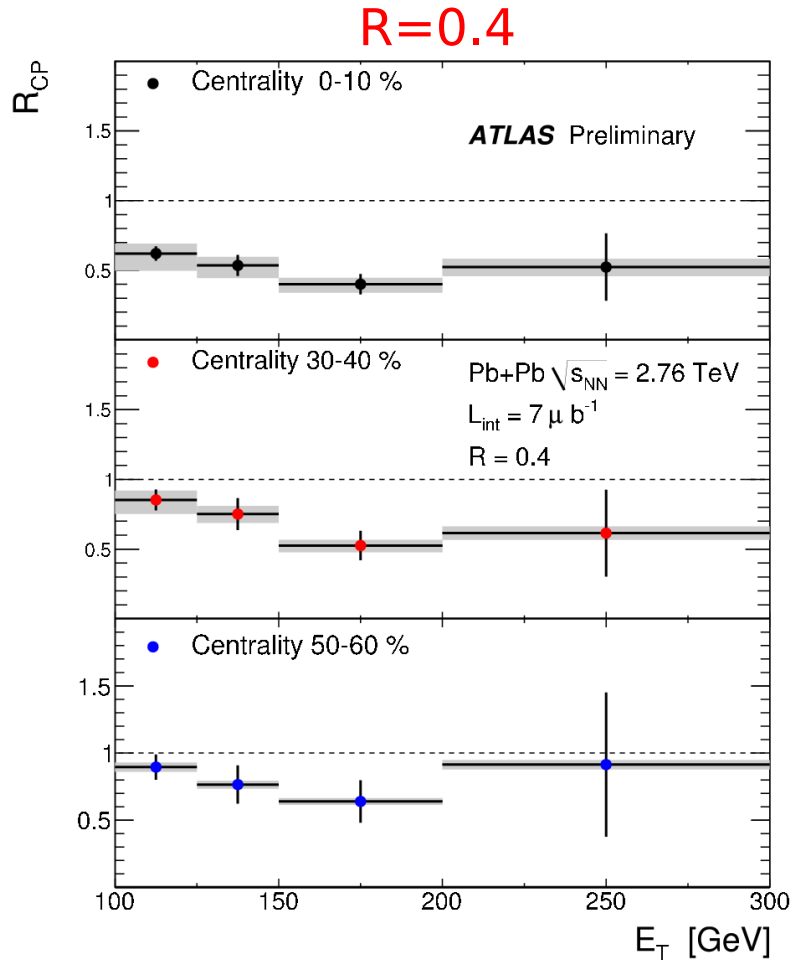 R=0.4
R_CP
Centrality 0-10 %
ATLAS Preliminary
1.5
1
0.5
Centrality 30-40 %
Pb+Pb √s_NN = 2.76 TeV
L_int = 7 μ b⁻¹
R = 0.4
1.5
1
0.5
Centrality 50-60 %
1.5
1
0.5
100 150 200 250 300
E_T [GeV]